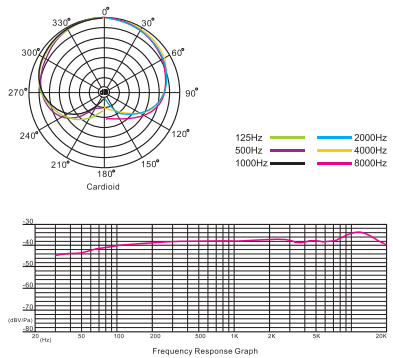 0°
330°
30°
300°
60°
270°
90°
240°
120°
210°
150°
180°
Cardioid
125Hz 2000Hz
500Hz 4000Hz
1000Hz 8000Hz
-30
-40
-50
-60
-70
(dBV/Pa)
-80
20 50 100 200 500 1K 2K 5K 20K
(Hz)
Frequency Response Graph